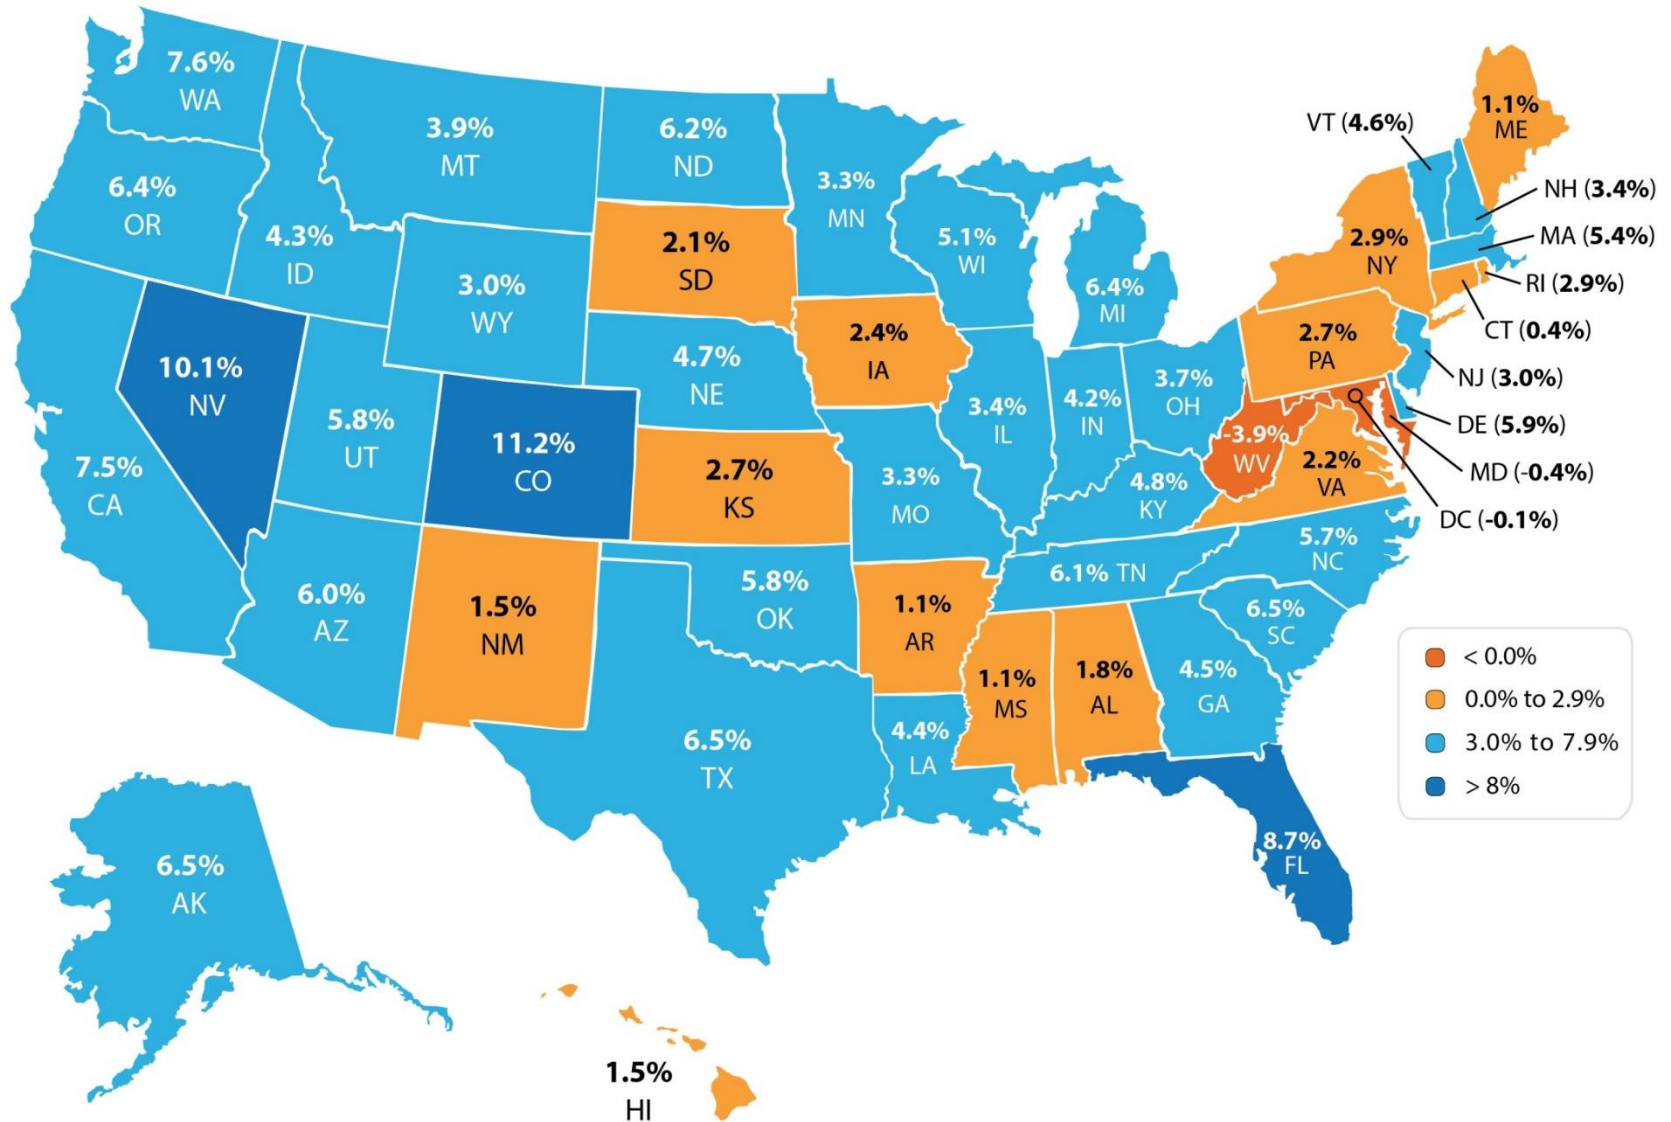 7.6%
WA
6.4%
OR
4.3%
ID
3.9%
MT
6.2%
ND
3.3%
MN
2.1%
SD
3.0%
WY
5.1%
WI
6.4%
MI
VT (4.6%)
1.1%
ME
NH (3.4%)
MA (5.4%)
2.9%
NY
RI (2.9%)
CT (0.4%)
2.7%
PA
NJ (3.0%)
DE (5.9%)
MD (-0.4%)
DC (-0.1%)
10.1%
NV
7.5%
CA
5.8%
UT
11.2%
CO
4.7%
NE
2.4%
IA
2.7%
KS
3.3%
MO
3.4%
IL
4.2%
IN
3.7%
OH
-3.9%
WV
2.2%
VA
4.8%
KY
5.7%
NC
6.1% TN
6.5%
SC
6.0%
AZ
1.5%
NM
5.8%
OK
1.1%
AR
1.1%
MS
1.8%
AL
4.5%
GA
4.4%
LA
6.5%
TX
8.7%
FL
6.5%
AK
1.5%
HI
< 0.0%
0.0% to 2.9%
3.0% to 7.9%
> 8%